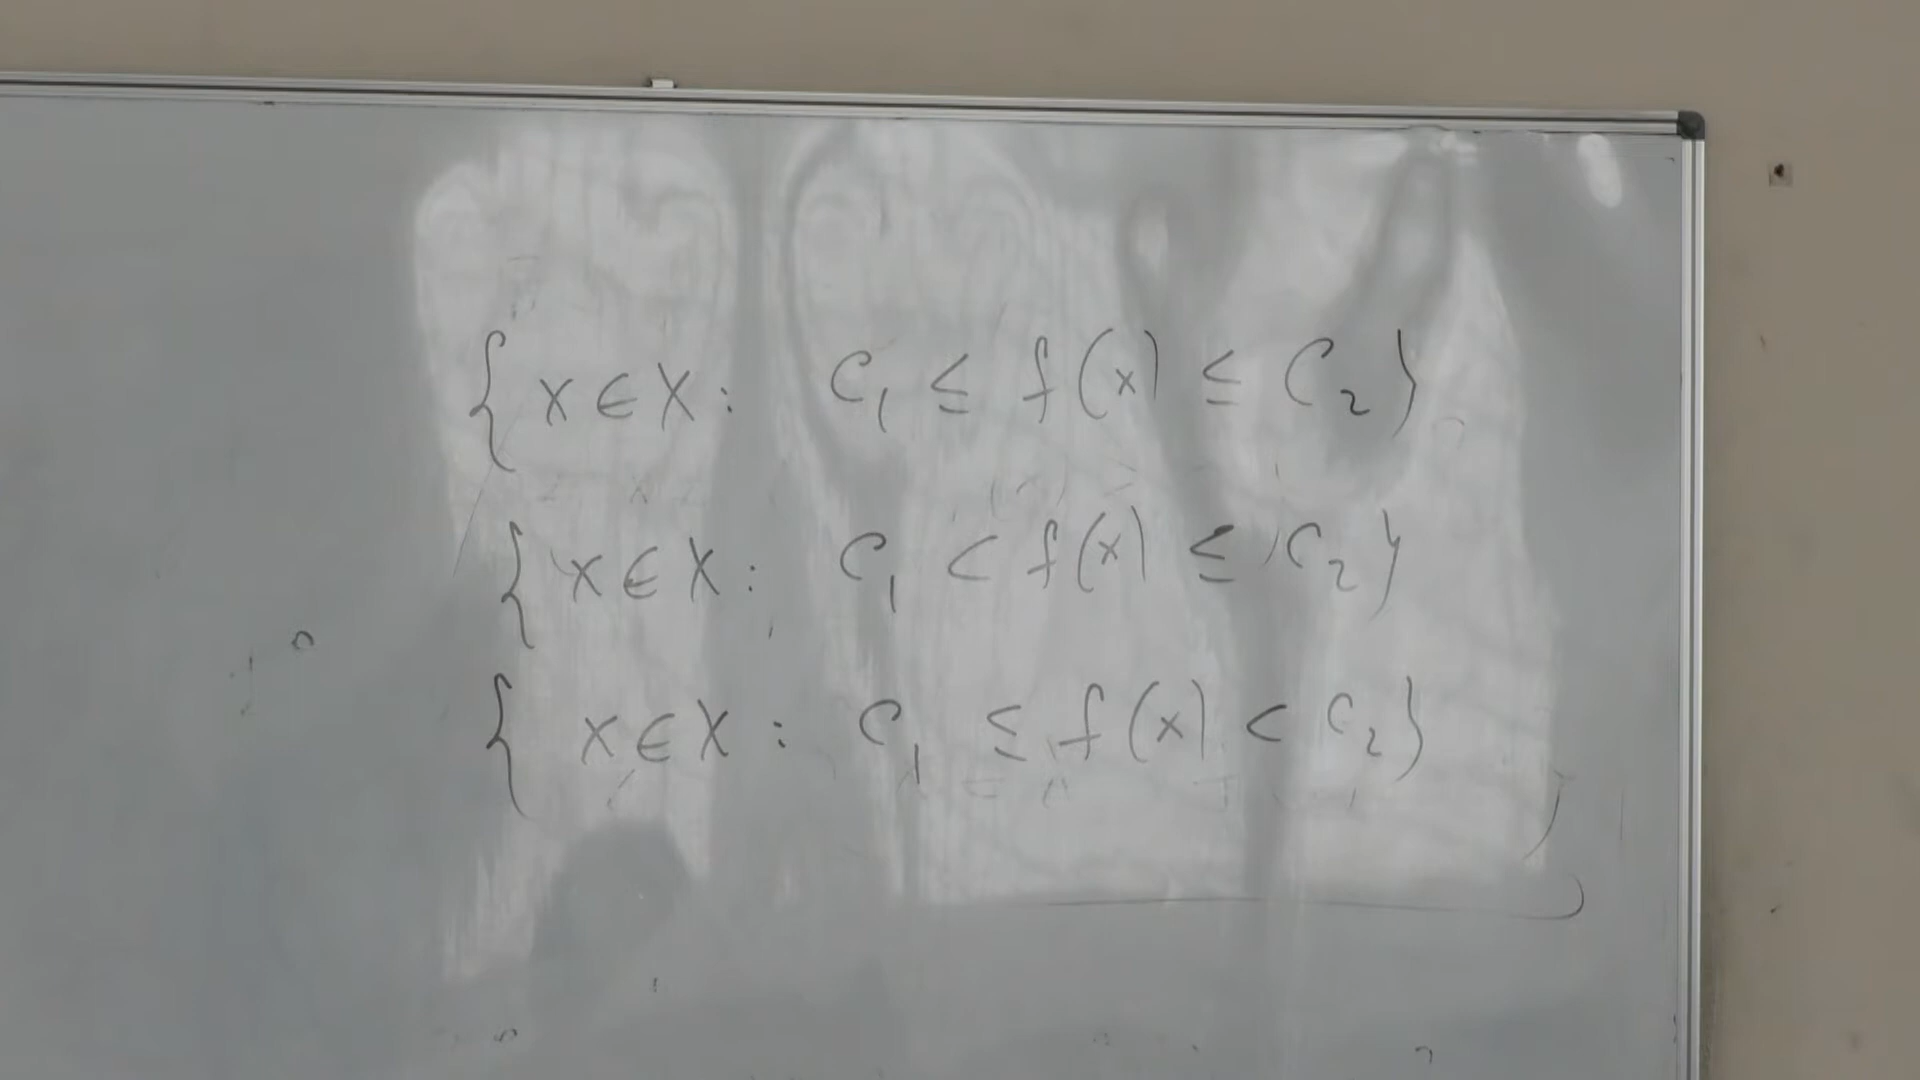 { x ∈ X : C₁ ≤ f(x) ≤ C₂ }
{ x ∈ X : C₁ < f(x) ≤ C₂ }
{ x ∈ X : C₁ ≤ f(x) < C₂ }